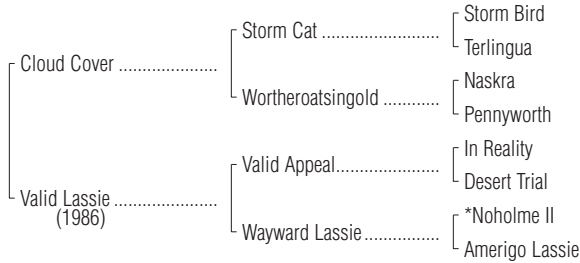 Storm Bird
Storm Cat ........................
Terlingua
Cloud Cover ....................
Naskra
Wortheroatsingold ............
Pennyworth
In Reality
Valid Appeal.....................
Desert Trial
Valid Lassie .....................
(1986)
*Noholme II
Wayward Lassie ...............
Amerigo Lassie